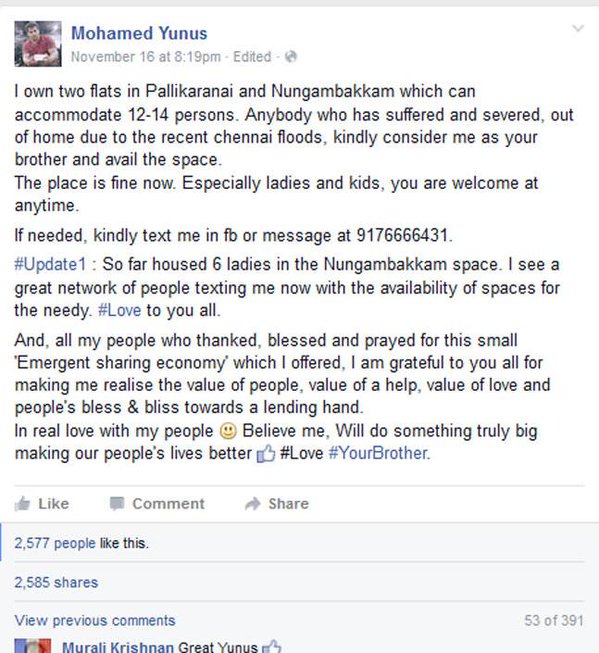 Mohamed Yunus
November 16 at 8:19pm · Edited ·
I own two flats in Pallikaranai and Nungambakkam which can
accommodate 12-14 persons. Anybody who has suffered and severed, out
of home due to the recent chennai floods, kindly consider me as your
brother and avail the space.
The place is fine now. Especially ladies and kids, you are welcome at
anytime.
If needed, kindly text me in fb or message at 9176666431.
#Update1 : So far housed 6 ladies in the Nungambakkam space. I see a
great network of people texting me now with the availability of spaces for
the needy. #Love to you all.
And, all my people who thanked, blessed and prayed for this small
'Emergent sharing economy' which I offered, I am grateful to you all for
making me realise the value of people, value of a help, value of love and
people's bless & bliss towards a lending hand.
In real love with my people 🙂 Believe me, Will do something truly big
making our people's lives better 👍 #Love #YourBrother.
Like Comment Share
2,577 people like this.
2,585 shares
View previous comments 53 of 391
Murali Krishnan Great Yunus 👍